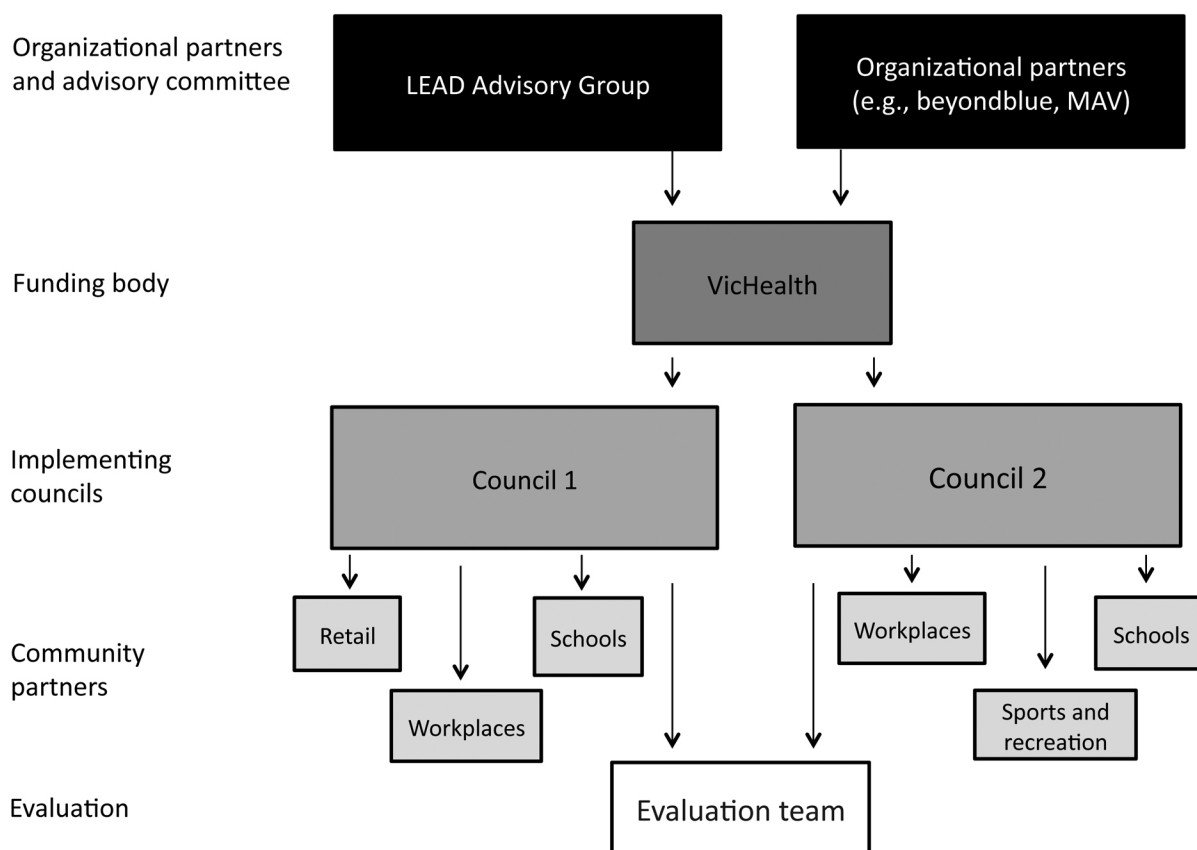 Organizational partners
and advisory committee
LEAD Advisory Group
Organizational partners
(e.g., beyondblue, MAV)
Funding body
VicHealth
Implementing
councils
Council 1
Council 2
Community
partners
Retail
Workplaces
Schools
Workplaces
Sports and
recreation
Schools
Evaluation
Evaluation team